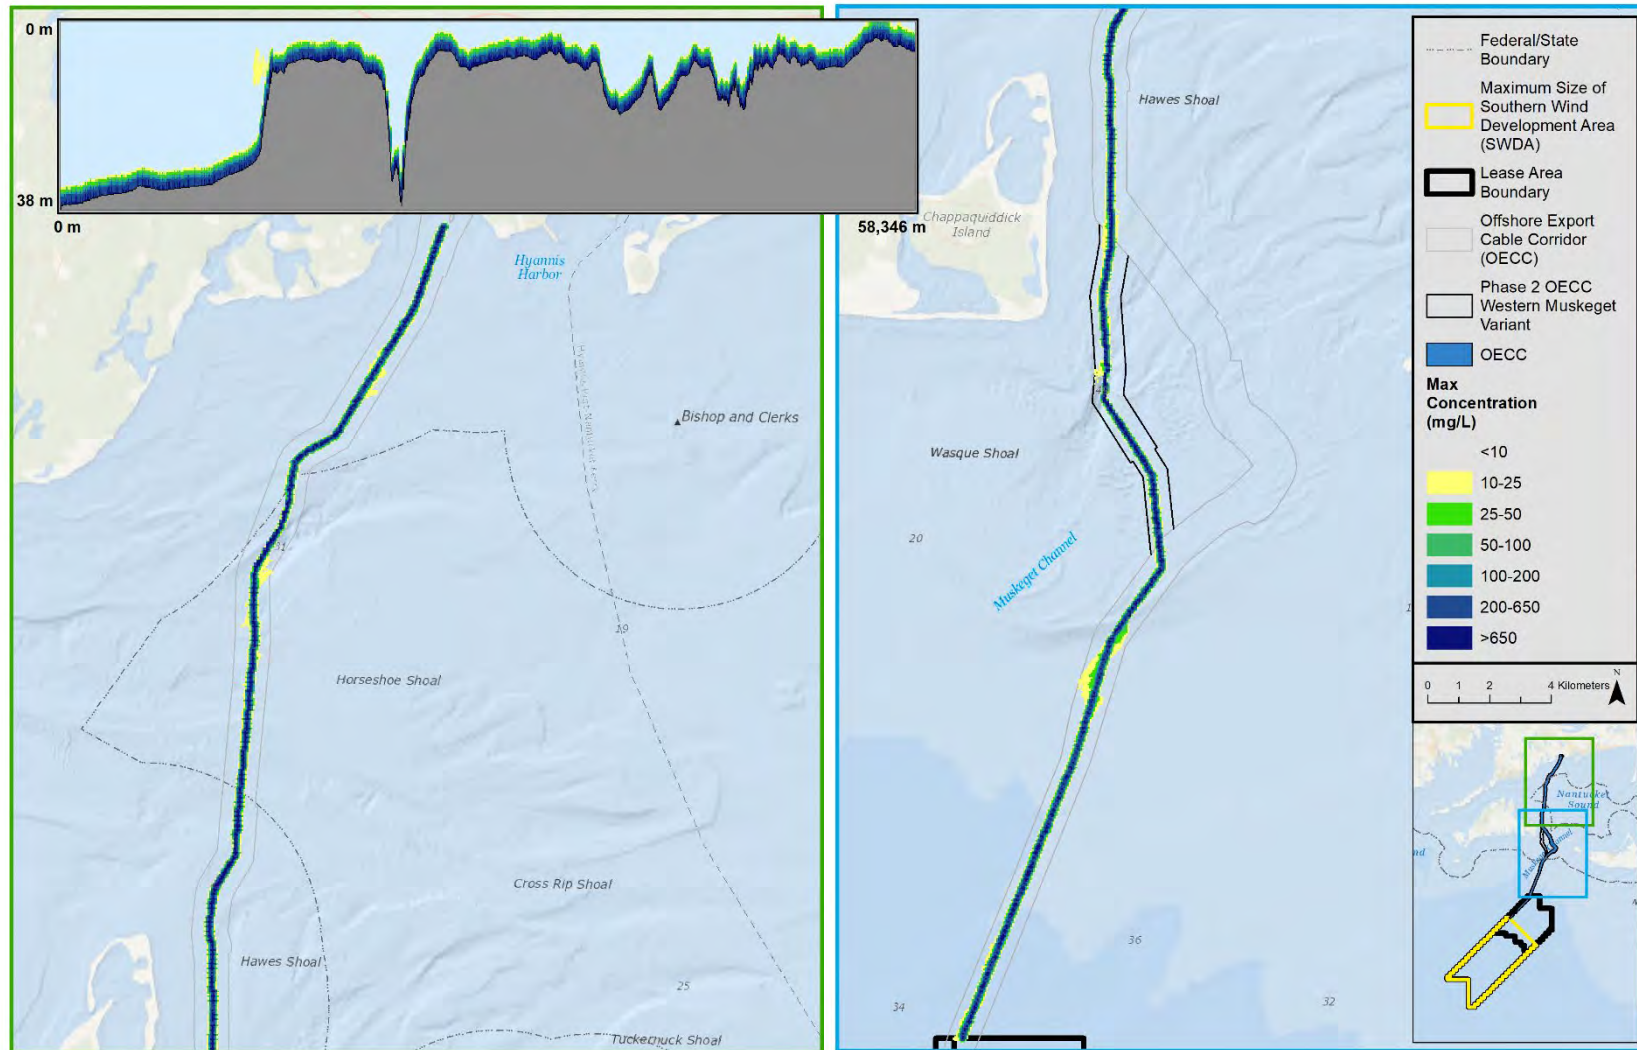 0 m
38 m
0 m
58,346 m
Hyannis
Harbor
Bishop and Clerks
31
19
Horseshoe Shoal
Cross Rip Shoal
Hawes Shoal
25
Tuckernuck Shoal
Hawes Shoal
Chappaquiddick
Island
Wasque Shoal
20
Muskeget Channel
36
34
32
Federal/State
Boundary
Maximum Size of
Southern Wind
Development Area
(SWDA)
Lease Area
Boundary
Offshore Export
Cable Corridor
(OECC)
Phase 2 OECC
Western Muskeget
Variant
OECC
Max
Concentration
(mg/L)
<10
10-25
25-50
50-100
100-200
200-650
>650
N
0 1 2 4 Kilometers
Nantucket
Sound
Muskeget Channel
nd